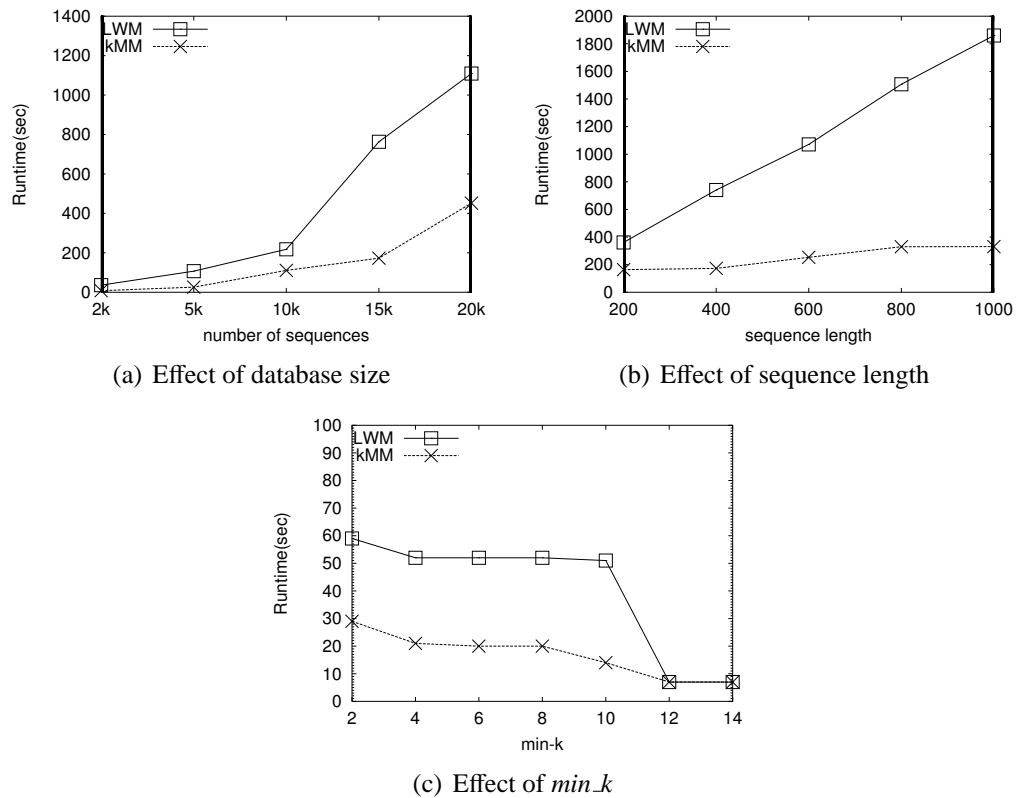 1400
1200
1000
800
600
400
200
0
Runtime(sec)
LWM
kMM
2k 5k 10k 15k 20k
number of sequences
(a) Effect of database size
2000
1800
1600
1400
1200
1000
800
600
400
200
0
Runtime(sec)
LWM
kMM
200 400 600 800 1000
sequence length
(b) Effect of sequence length
100
90
80
70
60
50
40
30
20
10
0
Runtime(sec)
LWM
kMM
2 4 6 8 10 12 14
min-k
(c) Effect of min_k